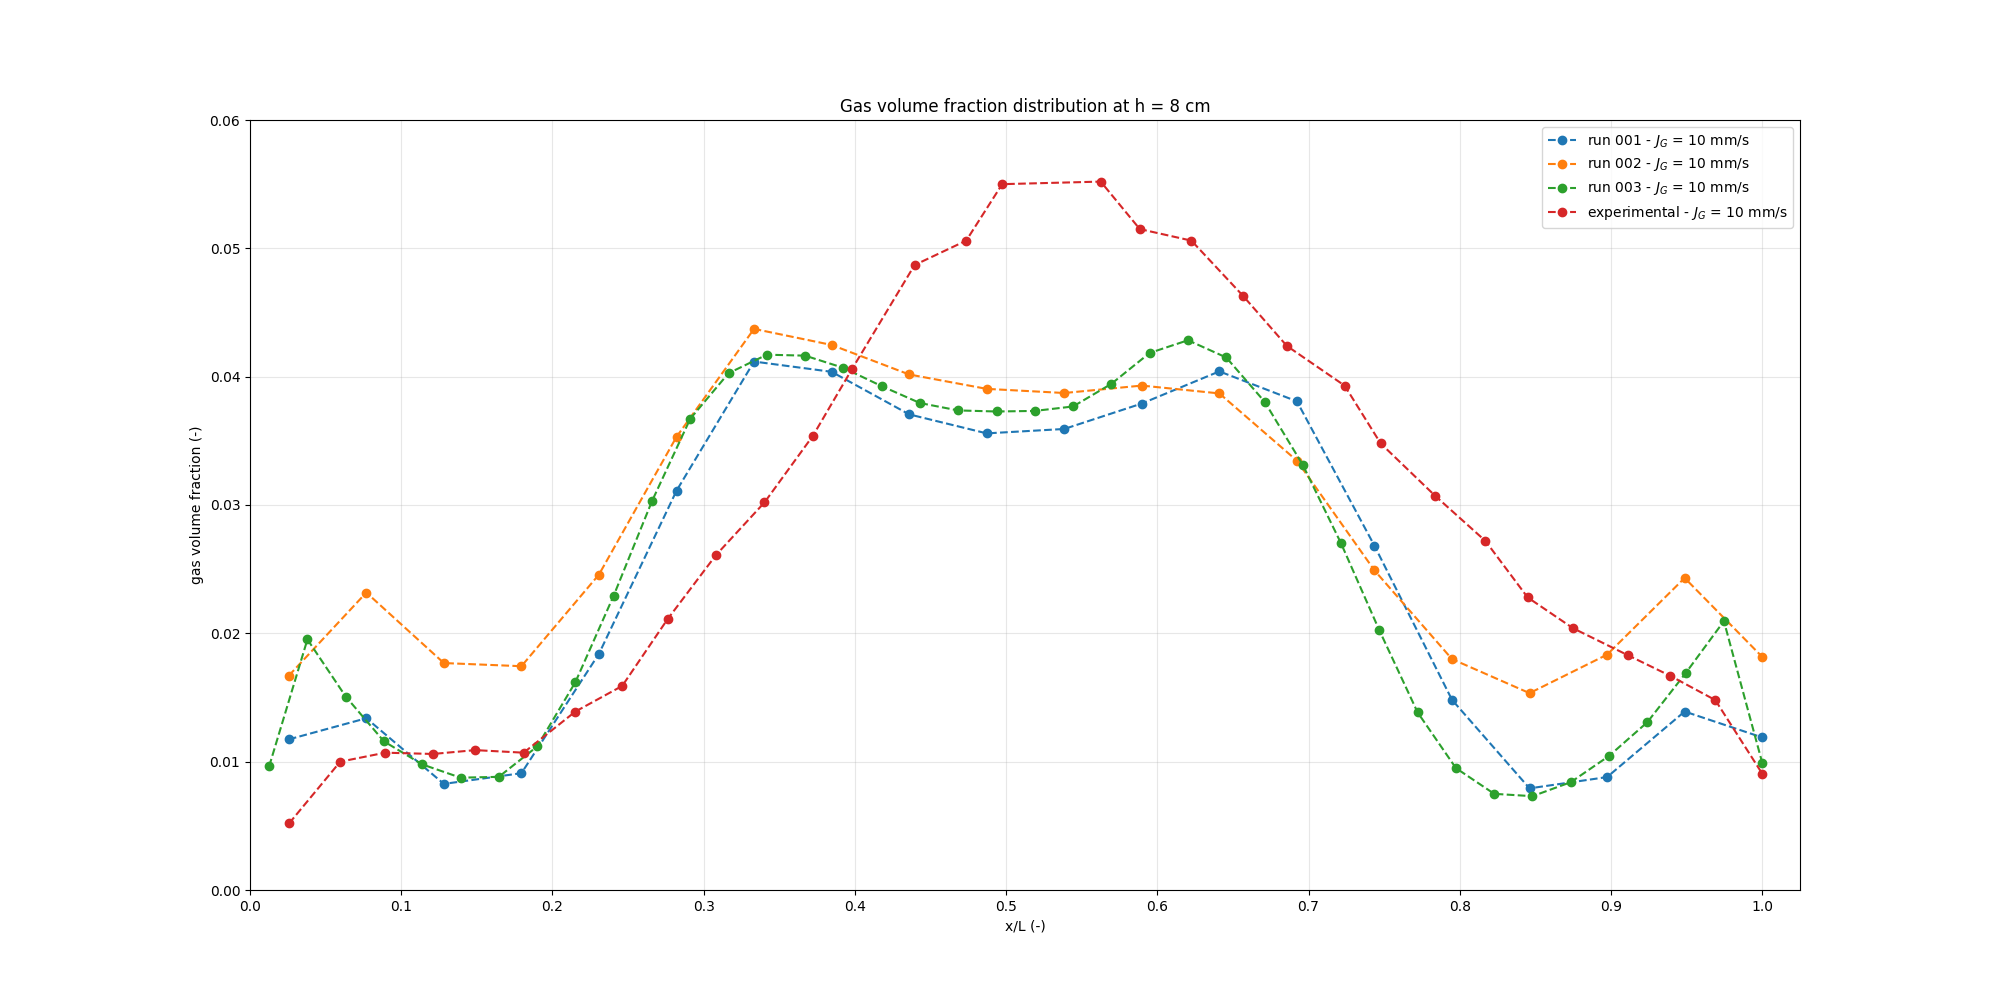 Gas volume fraction distribution at h = 8 cm
0.06
0.05
0.04
0.03
0.02
0.01
0.00
gas volume fraction (-)
run 001 - J_G = 10 mm/s
run 002 - J_G = 10 mm/s
run 003 - J_G = 10 mm/s
experimental - J_G = 10 mm/s
0.0 0.1 0.2 0.3 0.4 0.5 0.6 0.7 0.8 0.9 1.0
x/L (-)